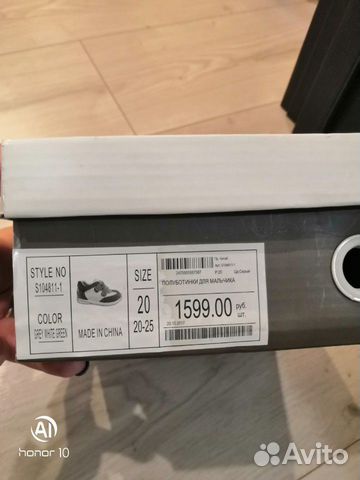 STYLE NO
S104811-1
COLOR
GREY WHITE GREEN
MADE IN CHINA
SIZE
20
20-25
ПОЛУБОТИНКИ ДЛЯ МАЛЬЧИКА
1599.00 руб.
шт.
AI
HONOR 10
Avito